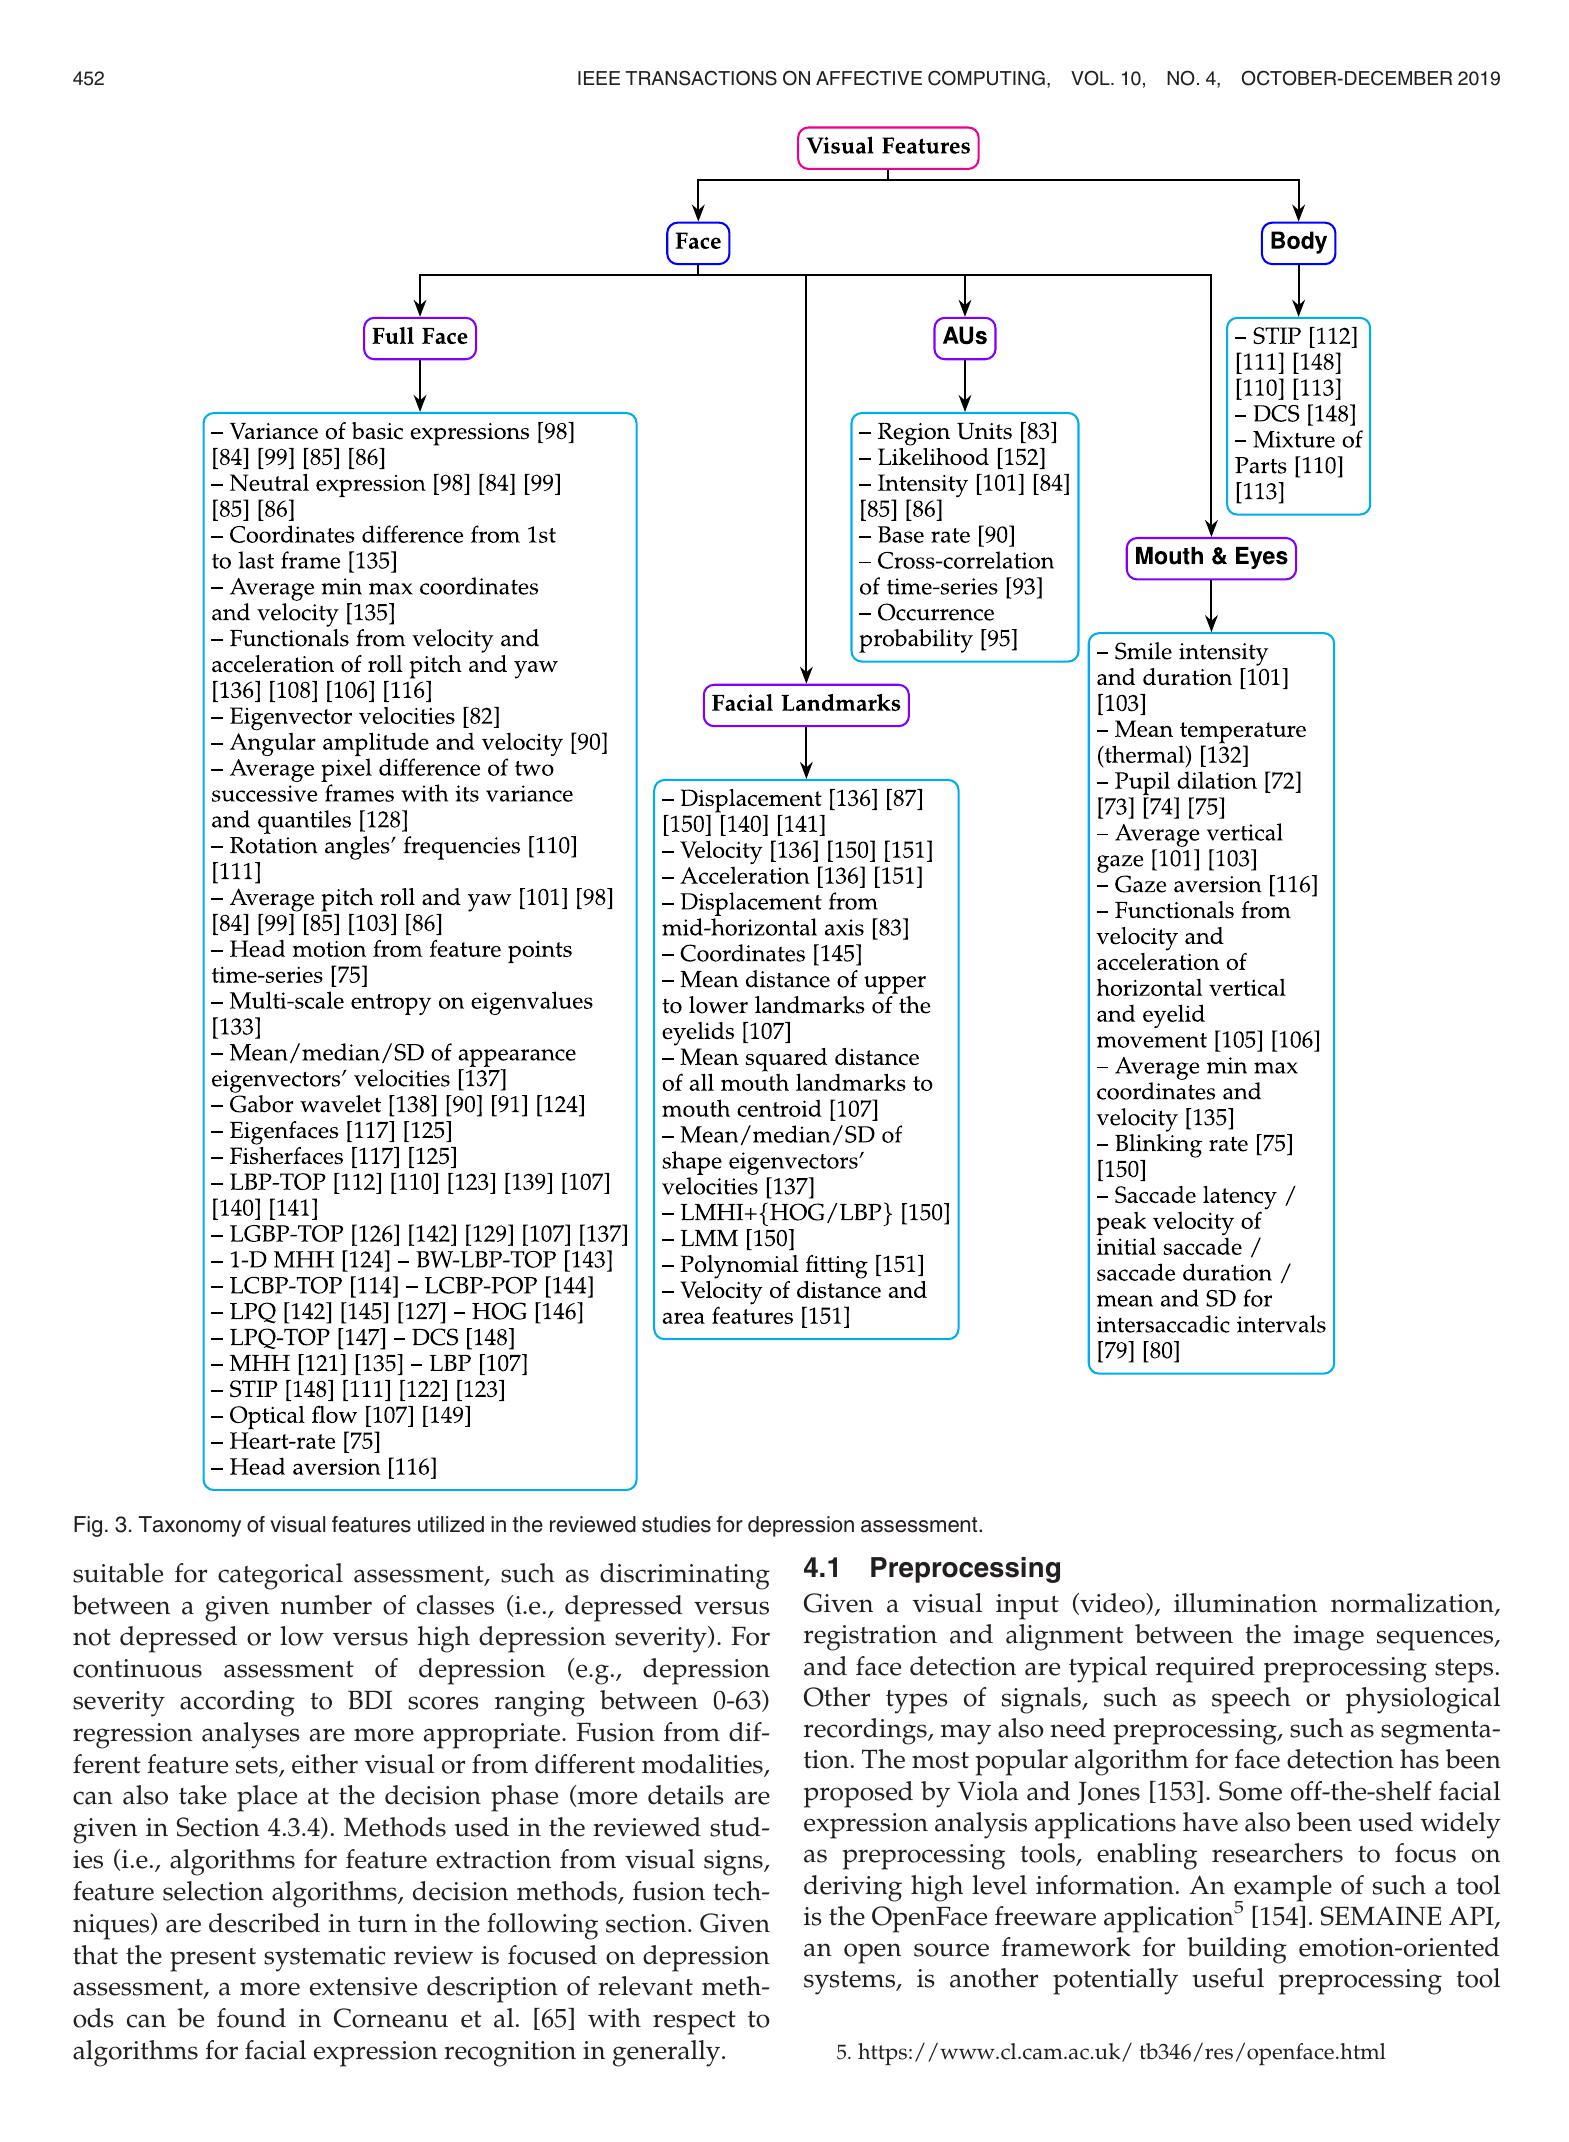 452
IEEE TRANSACTIONS ON AFFECTIVE COMPUTING, VOL. 10, NO. 4, OCTOBER-DECEMBER 2019
Visual Features
Face
Body
Full Face
– Variance of basic expressions [98]
[84] [99] [85] [86]
– Neutral expression [98] [84] [99]
[85] [86]
– Coordinates difference from 1st
to last frame [135]
– Average min max coordinates
and velocity [135]
– Functionals from velocity and
acceleration of roll pitch and yaw
[136] [108] [106] [116]
– Eigenvector velocities [82]
– Angular amplitude and velocity [90]
– Average pixel difference of two
successive frames with its variance
and quantiles [128]
– Rotation angles’ frequencies [110]
[111]
– Average pitch roll and yaw [101] [98]
[84] [99] [85] [103] [86]
– Head motion from feature points
time-series [75]
– Multi-scale entropy on eigenvalues
[133]
– Mean/median/SD of appearance
eigenvectors’ velocities [137]
– Gabor wavelet [138] [90] [91] [124]
– Eigenfaces [117] [125]
– Fisherfaces [117] [125]
– LBP-TOP [112] [110] [123] [139] [107]
[140] [141]
– LGBP-TOP [126] [142] [129] [107] [137]
– 1-D MHH [124] – BW-LBP-TOP [143]
– LCBP-TOP [114] – LCBP-POP [144]
– LPQ [142] [145] [127] – HOG [146]
– LPQ-TOP [147] – DCS [148]
– MHH [121] [135] – LBP [107]
– STIP [148] [111] [122] [123]
– Optical flow [107] [149]
– Heart-rate [75]
– Head aversion [116]
Facial Landmarks
– Displacement [136] [87]
[150] [140] [141]
– Velocity [136] [150] [151]
– Acceleration [136] [151]
– Displacement from
mid-horizontal axis [83]
– Coordinates [145]
– Mean distance of upper
to lower landmarks of the
eyelids [107]
– Mean squared distance
of all mouth landmarks to
mouth centroid [107]
– Mean/median/SD of
shape eigenvectors’
velocities [137]
– LMHI+{HOG/LBP} [150]
– LMM [150]
– Polynomial fitting [151]
– Velocity of distance and
area features [151]
AUs
– Region Units [83]
– Likelihood [152]
– Intensity [101] [84]
[85] [86]
– Base rate [90]
– Cross-correlation
of time-series [93]
– Occurrence
probability [95]
Mouth & Eyes
– Smile intensity
and duration [101]
[103]
– Mean temperature
(thermal) [132]
– Pupil dilation [72]
[73] [74] [75]
– Average vertical
gaze [101] [103]
– Gaze aversion [116]
– Functionals from
velocity and
acceleration of
horizontal vertical
and eyelid
movement [105] [106]
– Average min max
coordinates and
velocity [135]
– Blinking rate [75]
[150]
– Saccade latency /
peak velocity of
initial saccade /
saccade duration /
mean and SD for
intersaccadic intervals
[79] [80]
– STIP [112]
[111] [148]
[110] [113]
– DCS [148]
– Mixture of
Parts [110]
[113]
Fig. 3. Taxonomy of visual features utilized in the reviewed studies for depression assessment.
suitable for categorical assessment, such as discriminating
between a given number of classes (i.e., depressed versus
not depressed or low versus high depression severity). For
continuous assessment of depression (e.g., depression
severity according to BDI scores ranging between 0-63)
regression analyses are more appropriate. Fusion from dif-
ferent feature sets, either visual or from different modalities,
can also take place at the decision phase (more details are
given in Section 4.3.4). Methods used in the reviewed stud-
ies (i.e., algorithms for feature extraction from visual signs,
feature selection algorithms, decision methods, fusion tech-
niques) are described in turn in the following section. Given
that the present systematic review is focused on depression
assessment, a more extensive description of relevant meth-
ods can be found in Corneanu et al. [65] with respect to
algorithms for facial expression recognition in generally.
4.1 Preprocessing
Given a visual input (video), illumination normalization,
registration and alignment between the image sequences,
and face detection are typical required preprocessing steps.
Other types of signals, such as speech or physiological
recordings, may also need preprocessing, such as segmenta-
tion. The most popular algorithm for face detection has been
proposed by Viola and Jones [153]. Some off-the-shelf facial
expression analysis applications have also been used widely
as preprocessing tools, enabling researchers to focus on
deriving high level information. An example of such a tool
is the OpenFace freeware application5 [154]. SEMAINE API,
an open source framework for building emotion-oriented
systems, is another potentially useful preprocessing tool
5. https://www.cl.cam.ac.uk/ tb346/res/openface.html